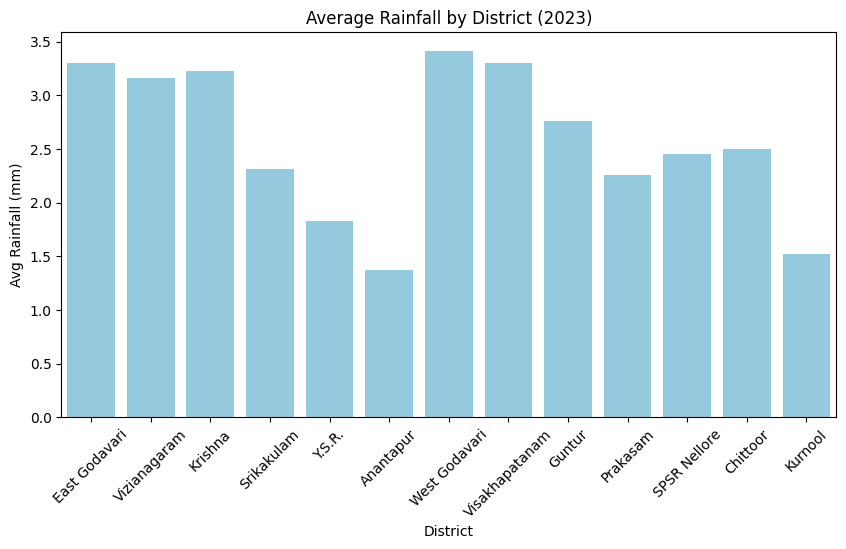 Average Rainfall by District (2023)
Avg Rainfall (mm)
3.5
3.0
2.5
2.0
1.5
1.0
0.5
0.0
East Godavari
Vizianagaram
Krishna
Srikakulam
Y.S.R.
Anantapur
West Godavari
Visakhapatanam
Guntur
Prakasam
SPSR Nellore
Chittoor
Kurnool
District